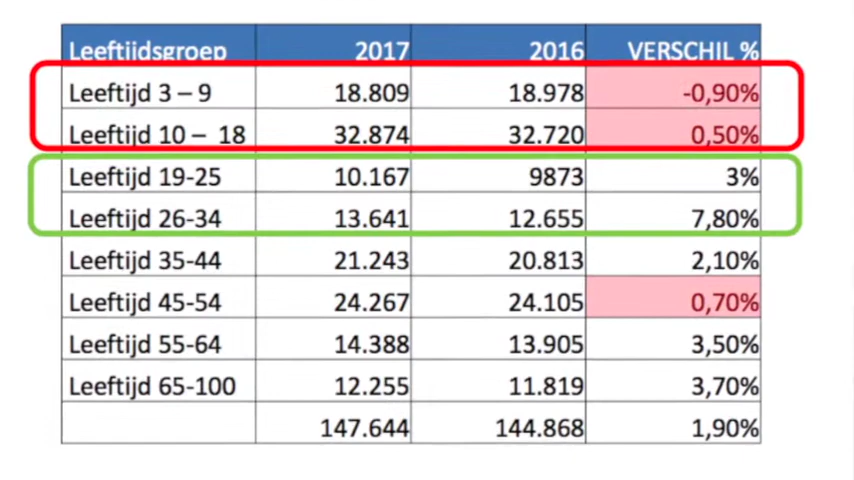 Leeftijdsgroep 2017 2016 VERSCHIL %
Leeftijd 3 – 9 18.809 18.978 -0,90%
Leeftijd 10 – 18 32.874 32.720 0,50%
Leeftijd 19-25 10.167 9873 3%
Leeftijd 26-34 13.641 12.655 7,80%
Leeftijd 35-44 21.243 20.813 2,10%
Leeftijd 45-54 24.267 24.105 0,70%
Leeftijd 55-64 14.388 13.905 3,50%
Leeftijd 65-100 12.255 11.819 3,70%
147.644 144.868 1,90%